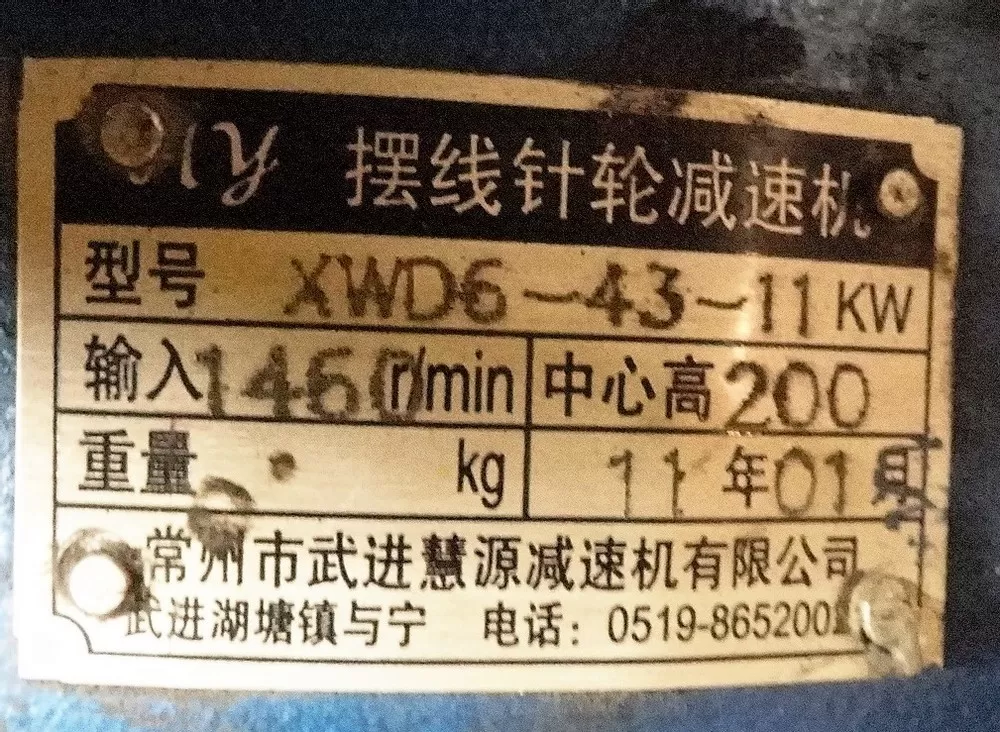 摆线针轮减速机
型号 XWD6-43-11KW
输入1460r/min 中心高200
重量 kg 11年01月
常州市武进慧源减速机有限公司
武进湖塘镇与宁 电话：0519-865200